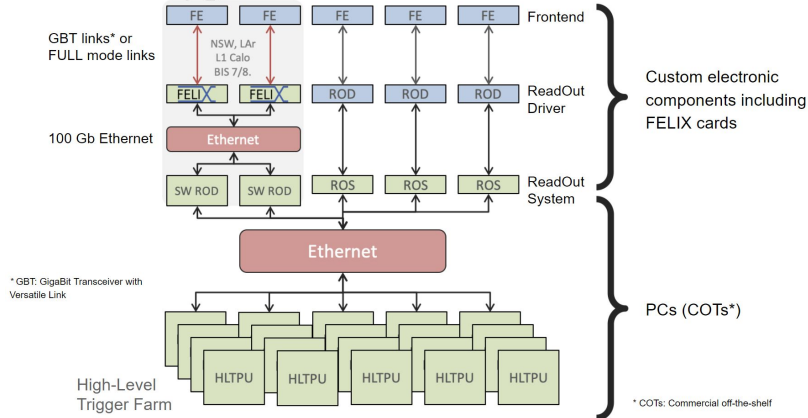 FE FE FE FE FE Frontend
GBT links* or
FULL mode links
NSW, LAr
L1 Calo
BIS 7/8.
FELIX FELIX ROD ROD ROD ReadOut
Driver
Custom electronic
components including
FELIX cards
100 Gb Ethernet
Ethernet
SW ROD SW ROD ROS ROS ROS ReadOut
System
Ethernet
* GBT: GigaBit Transceiver with
Versatile Link
PCs (COTs*)
HLTPU HLTPU HLTPU HLTPU HLTPU
High-Level
Trigger Farm
* COTs: Commercial off-the-shelf